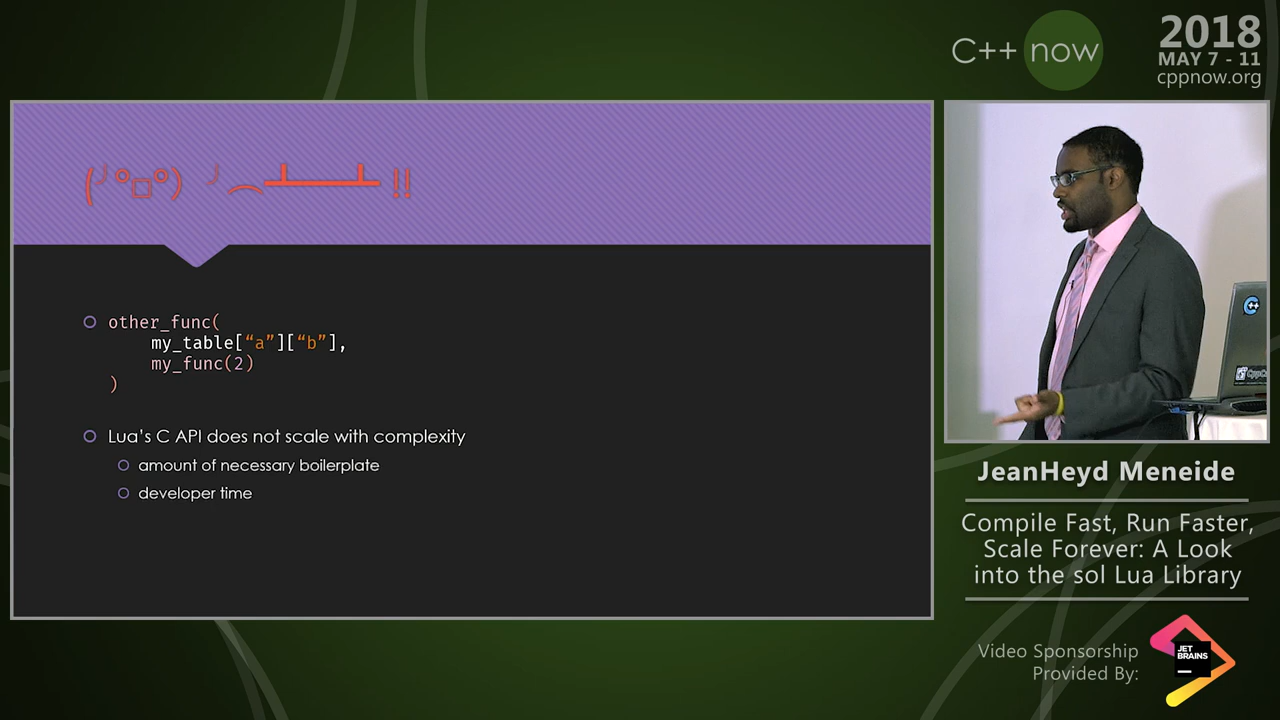 C++ now
2018
MAY 7 - 11
cppnow.org
(╯°□°)╯︵┻━┻ !!
other_func(
my_table[“a”][“b”],
my_func(2)
)
Lua’s C API does not scale with complexity
amount of necessary boilerplate
developer time
JeanHeyd Meneide
Compile Fast, Run Faster,
Scale Forever: A Look
into the sol Lua Library
Video Sponsorship
Provided By:
JET
BRAINS